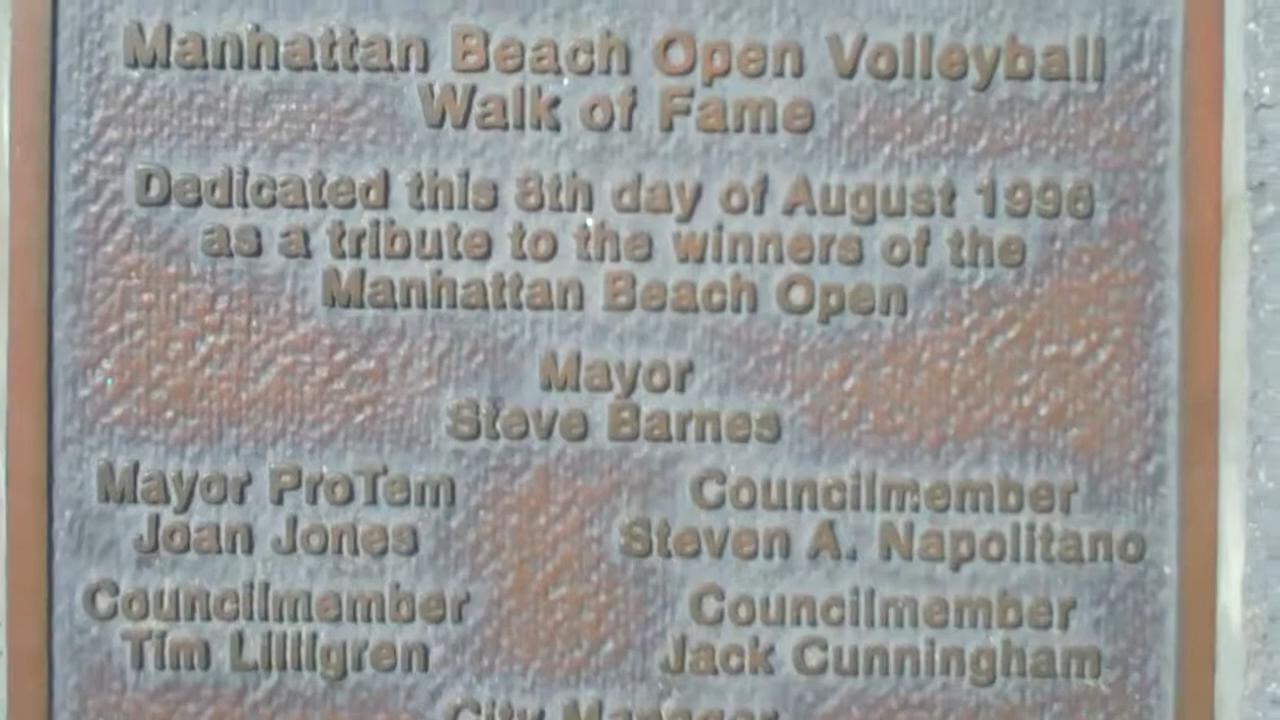 Manhattan Beach Open Volleyball
Walk of Fame
Dedicated this 8th day of August 1996
as a tribute to the winners of the
Manhattan Beach Open
Mayor
Steve Barnes
Mayor ProTem
Joan Jones
Councilmember
Steven A. Napolitano
Councilmember
Tim Lilligren
Councilmember
Jack Cunningham
City Manager